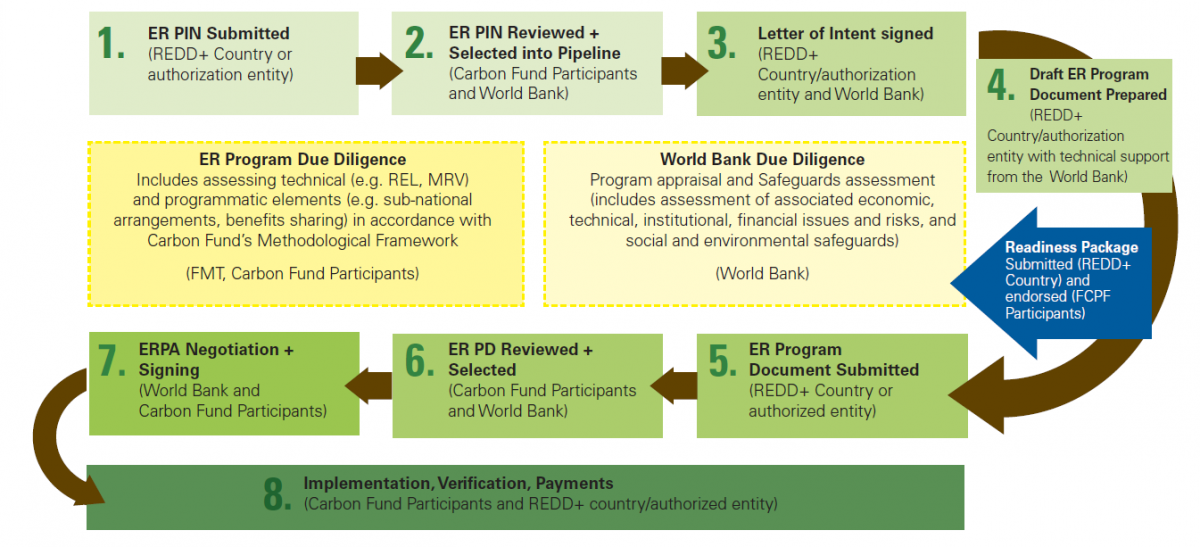 1.
ER PIN Submitted
(REDD+ Country or
authorization entity)
2.
ER PIN Reviewed +
Selected into Pipeline
(Carbon Fund Participants
and World Bank)
3.
Letter of Intent signed
(REDD+
Country/authorization
entity and World Bank)
4.
Draft ER Program
Document Prepared
(REDD+
Country/authorization
entity with technical support
from the World Bank)
ER Program Due Diligence
Includes assessing technical (e.g. REL, MRV)
and programmatic elements (e.g. sub-national
arrangements, benefits sharing) in accordance with
Carbon Fund's Methodological Framework
(FMT, Carbon Fund Participants)
World Bank Due Diligence
Program appraisal and Safeguards assessment
(includes assessment of associated economic,
technical, institutional, financial issues and risks, and
social and environmental safeguards)
(World Bank)
Readiness Package
Submitted (REDD+
Country) and
endorsed (FCPF
Participants)
5.
ER Program
Document Submitted
(REDD+ Country or
authorized entity)
6.
ER PD Reviewed +
Selected
(Carbon Fund Participants
and World Bank)
7.
ERPA Negotiation +
Signing
(World Bank and
Carbon Fund Participants)
8.
Implementation, Verification, Payments
(Carbon Fund Participants and REDD+ country/authorized entity)